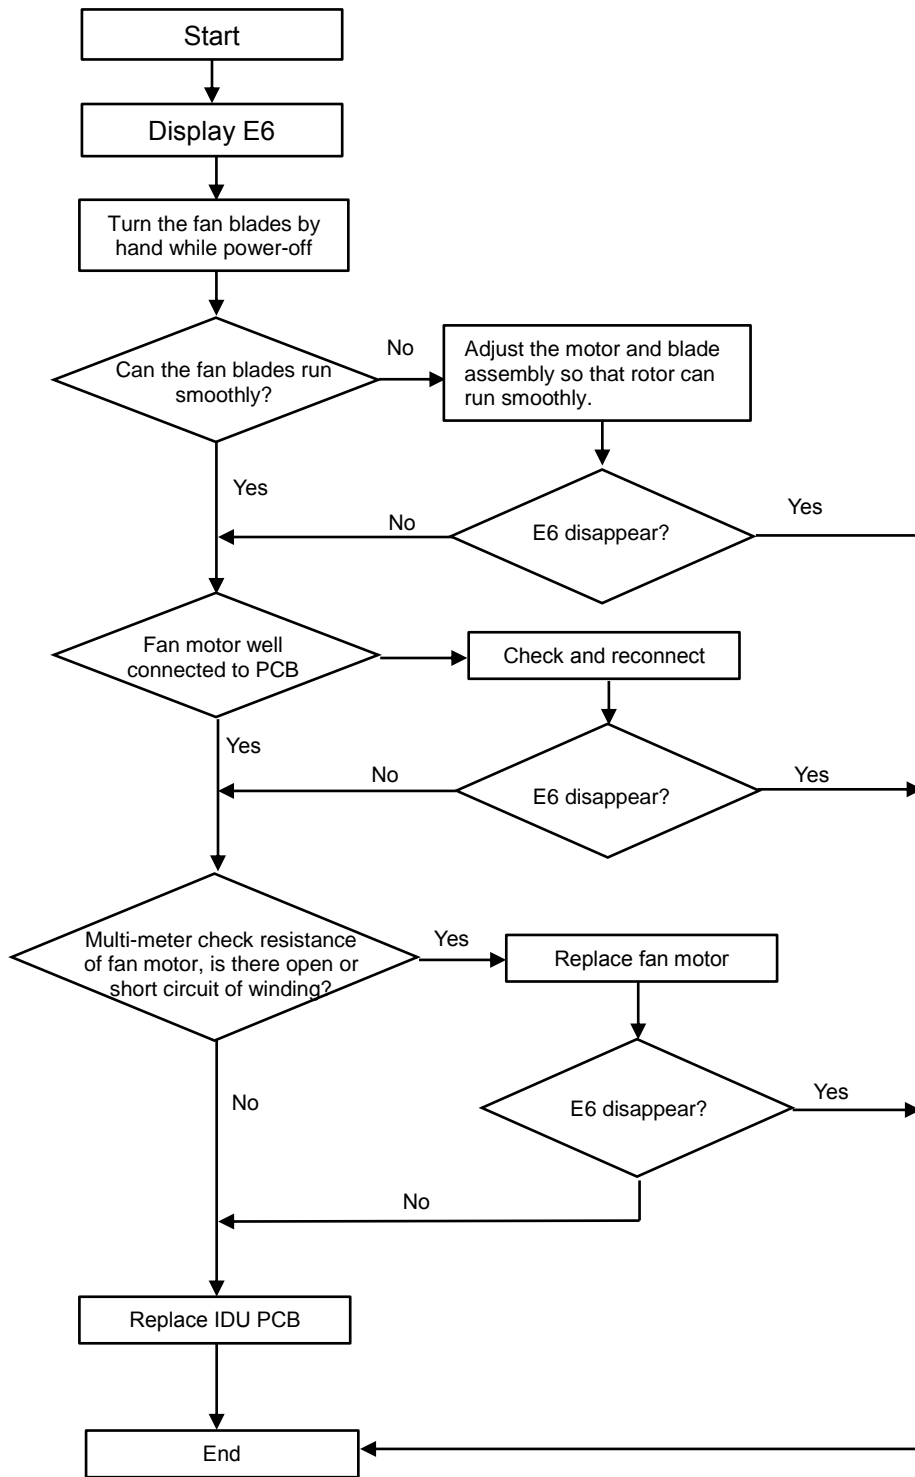 Start
Display E6
Turn the fan blades by
hand while power-off
Can the fan blades run
smoothly?
No
Adjust the motor and blade
assembly so that rotor can
run smoothly.
Yes
No
E6 disappear?
Yes
Fan motor well
connected to PCB
Check and reconnect
Yes
No
E6 disappear?
Yes
Multi-meter check resistance
of fan motor, is there open or
short circuit of winding?
Yes
Replace fan motor
No
E6 disappear?
Yes
No
Replace IDU PCB
End